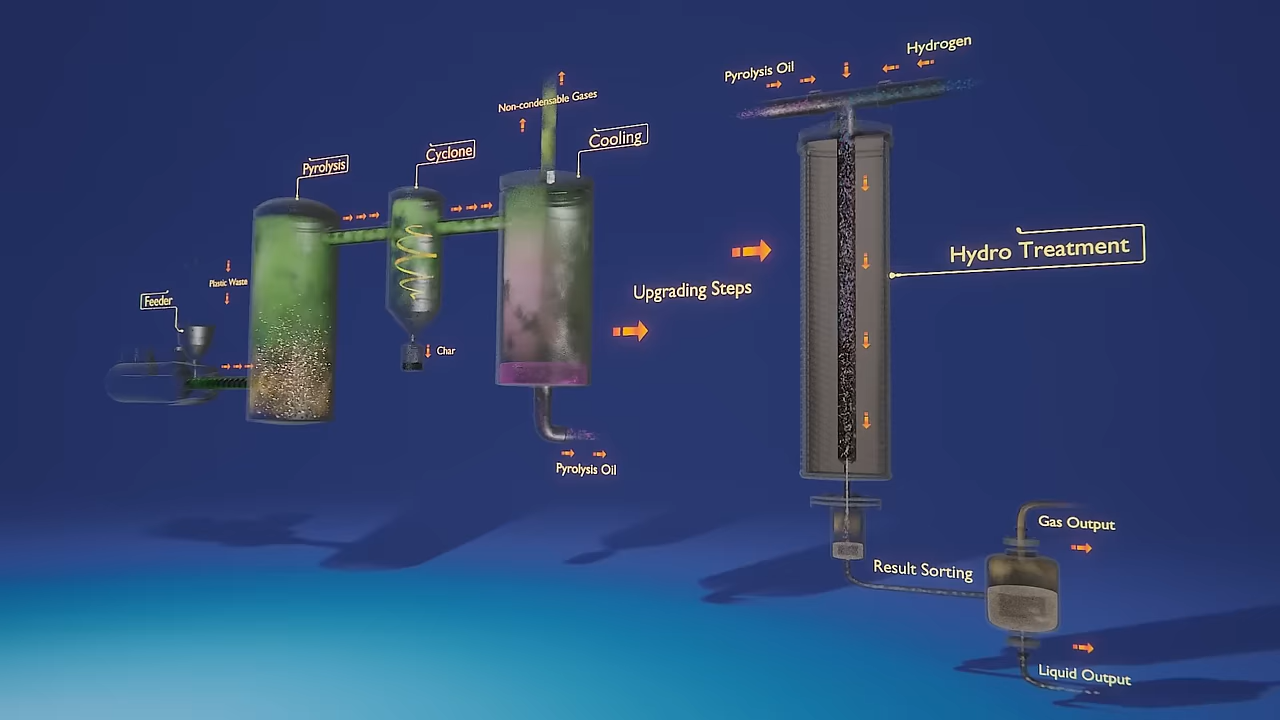 Feeder
Plastic Waste
Pyrolysis
Cyclone
Char
Non-condensable Gases
Cooling
Pyrolysis Oil
Upgrading Steps
Pyrolysis Oil
Hydrogen
Hydro Treatment
Result Sorting
Gas Output
Liquid Output